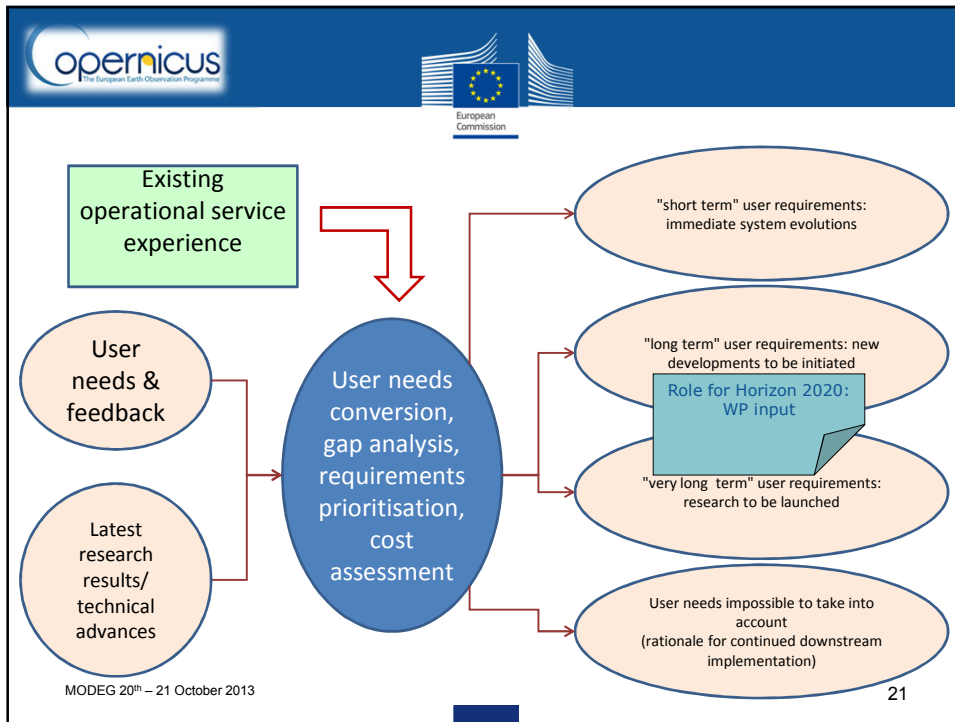 opernicus
The European Earth Observation Programme
European
Commission
Existing
operational service
experience
User
needs &
feedback
Latest
research
results/
technical
advances
User needs
conversion,
gap analysis,
requirements
prioritisation,
cost
assessment
"short term" user requirements:
immediate system evolutions
"long term" user requirements: new
developments to be initiated
Role for Horizon 2020:
WP input
"very long  term" user requirements:
research to be launched
User needs impossible to take into
account
(rationale for continued downstream
implementation)
MODEG 20th – 21 October 2013
21